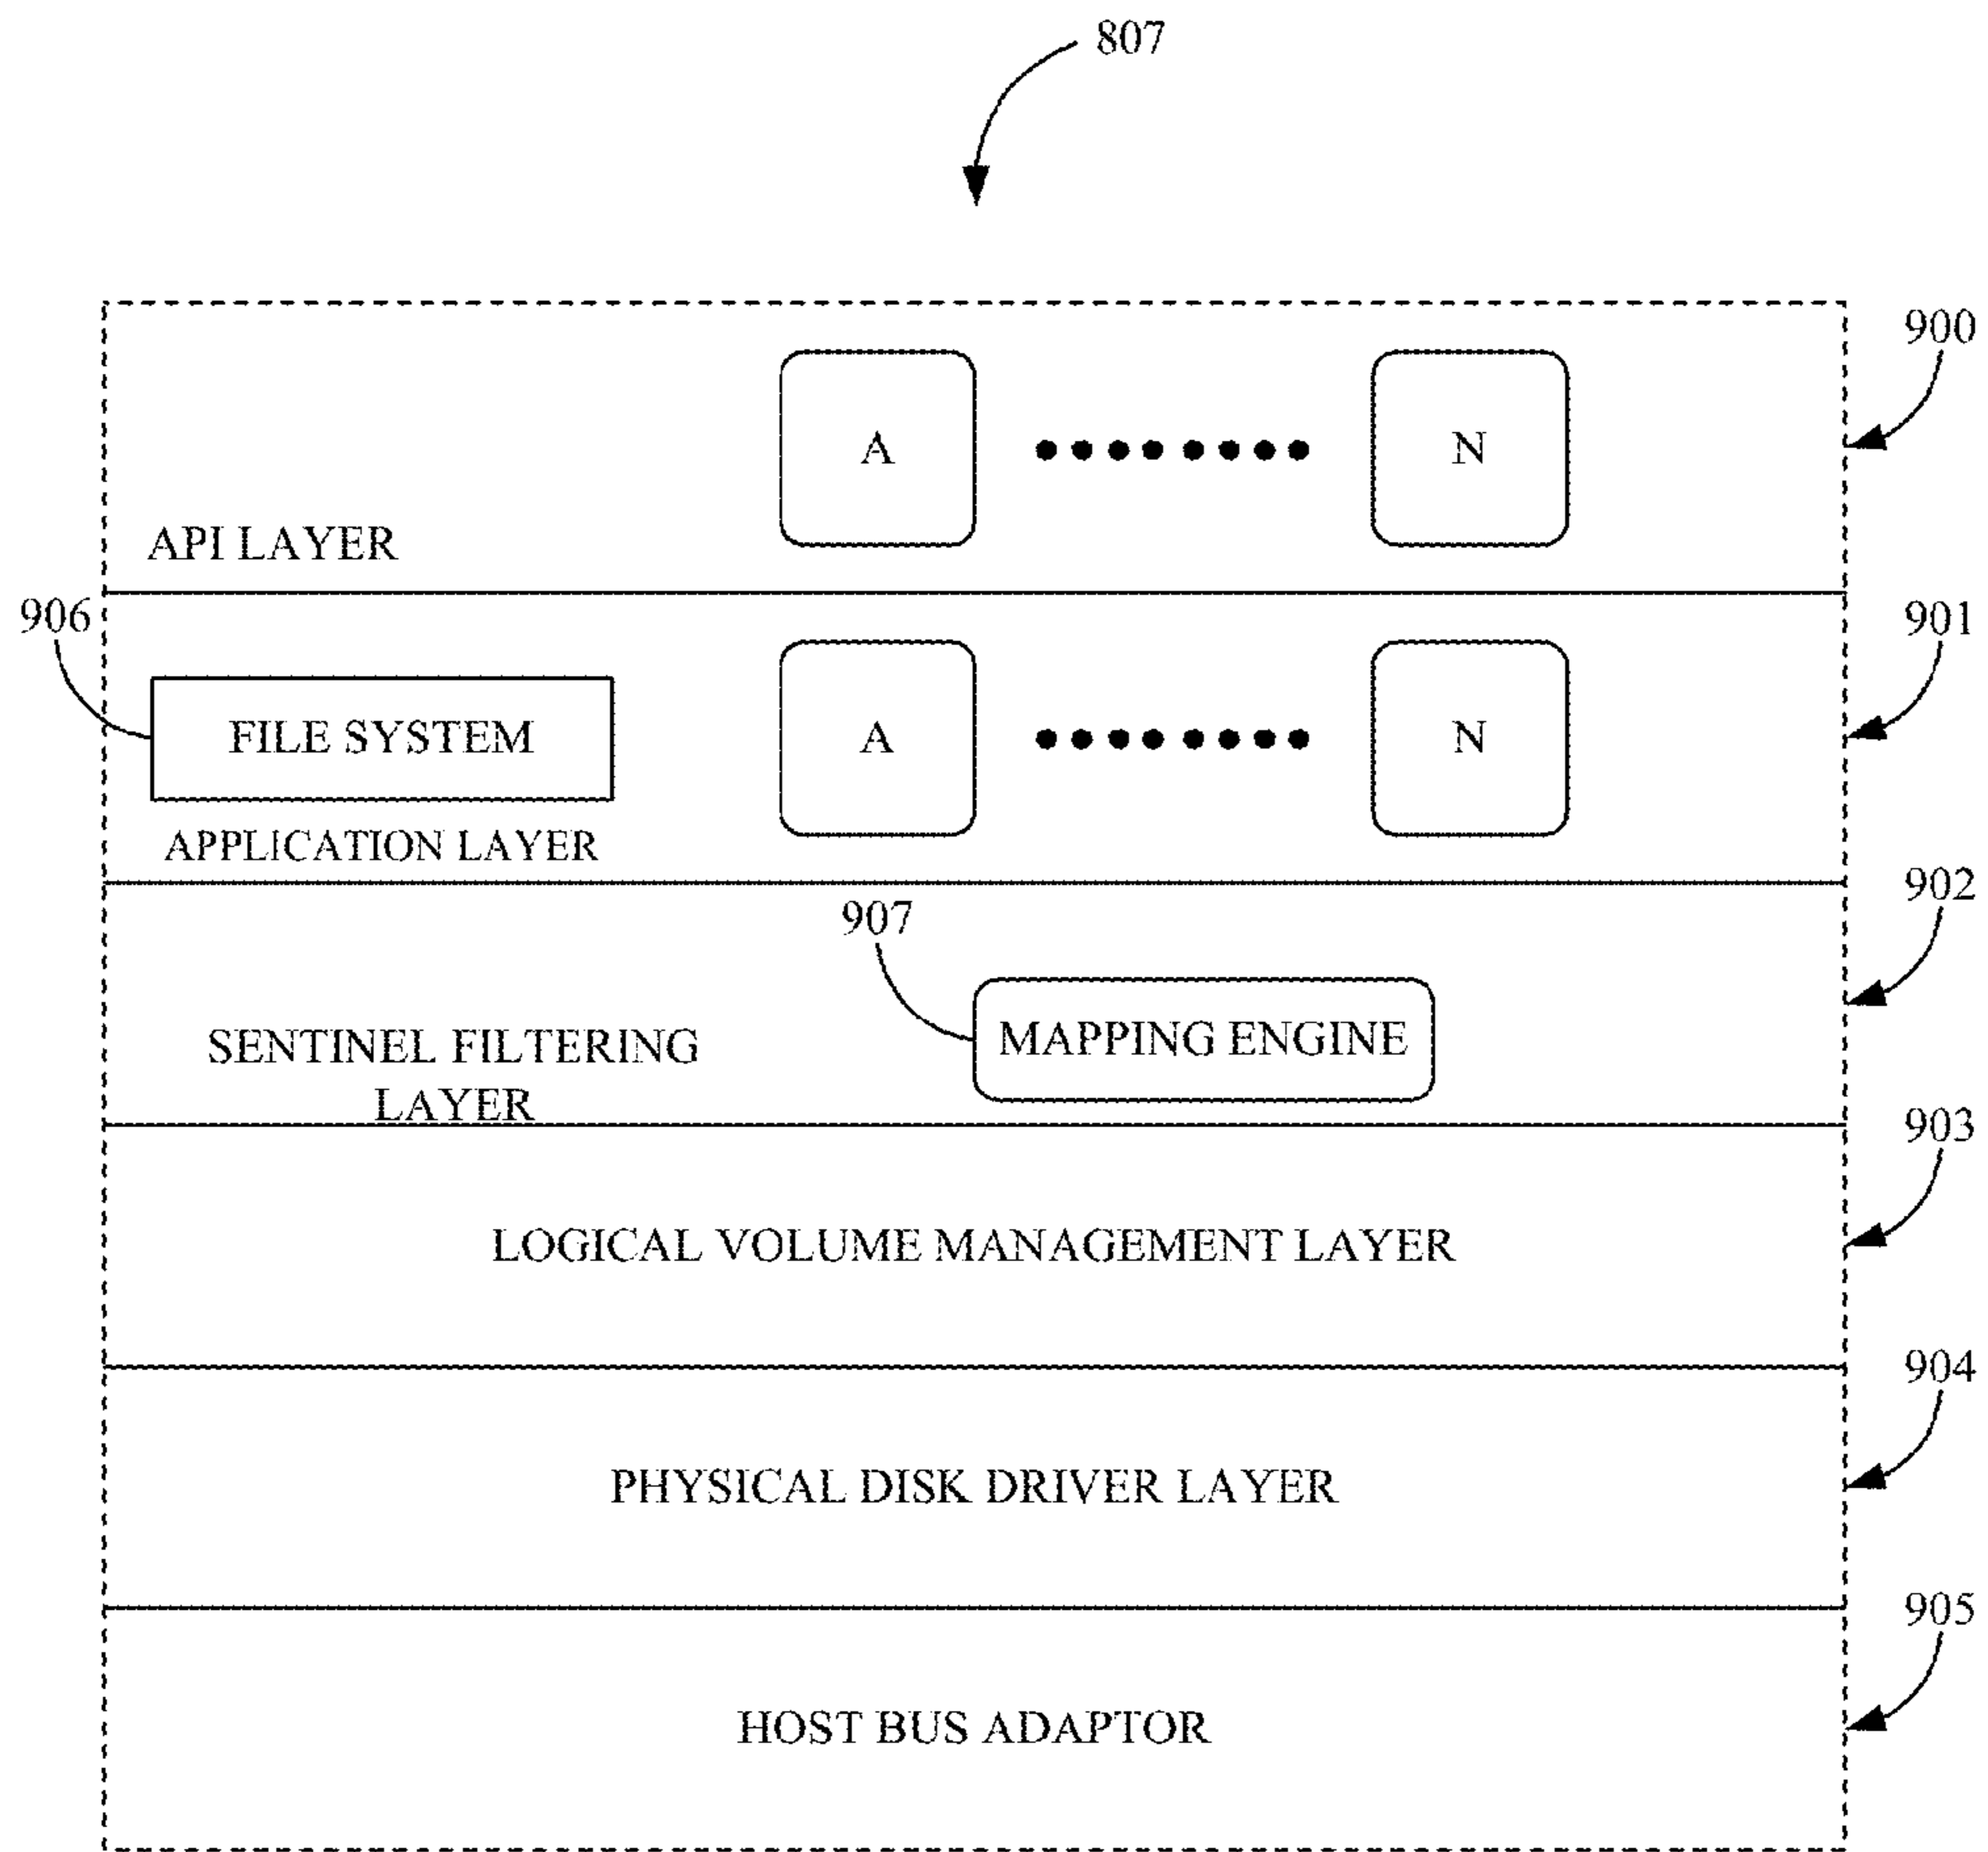 807
900
A
N
API LAYER
906
901
FILE SYSTEM
A
N
APPLICATION LAYER
902
907
MAPPING ENGINE
SENTINEL FILTERING
LAYER
903
LOGICAL VOLUME MANAGEMENT LAYER
904
PHYSICAL DISK DRIVER LAYER
905
HOST BUS ADAPTOR